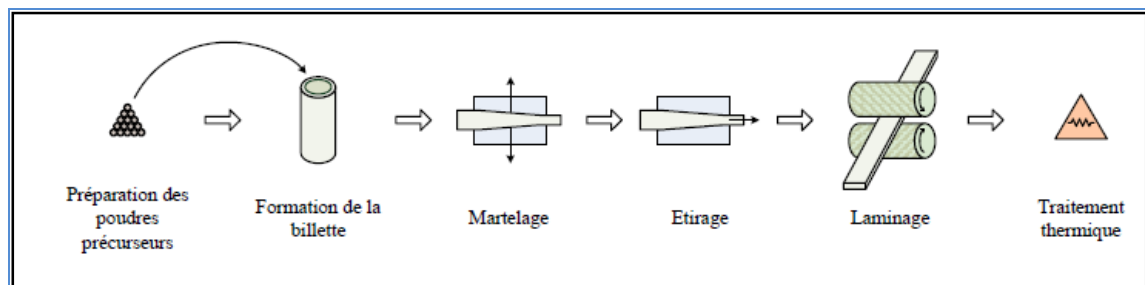 Préparation des
poudres
précurseurs
Formation de la
billette
Martelage
Etirage
Laminage
Traitement
thermique